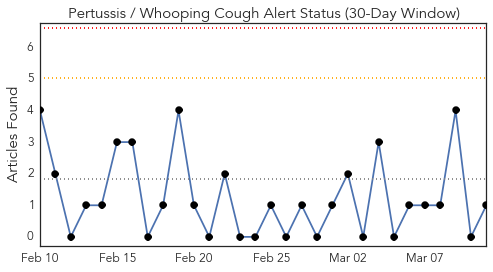 Pertussis / Whooping Cough Alert Status (30-Day Window)
Articles Found
6
5
4
3
2
1
0
Feb 10 Feb 15 Feb 20 Feb 25 Mar 02 Mar 07